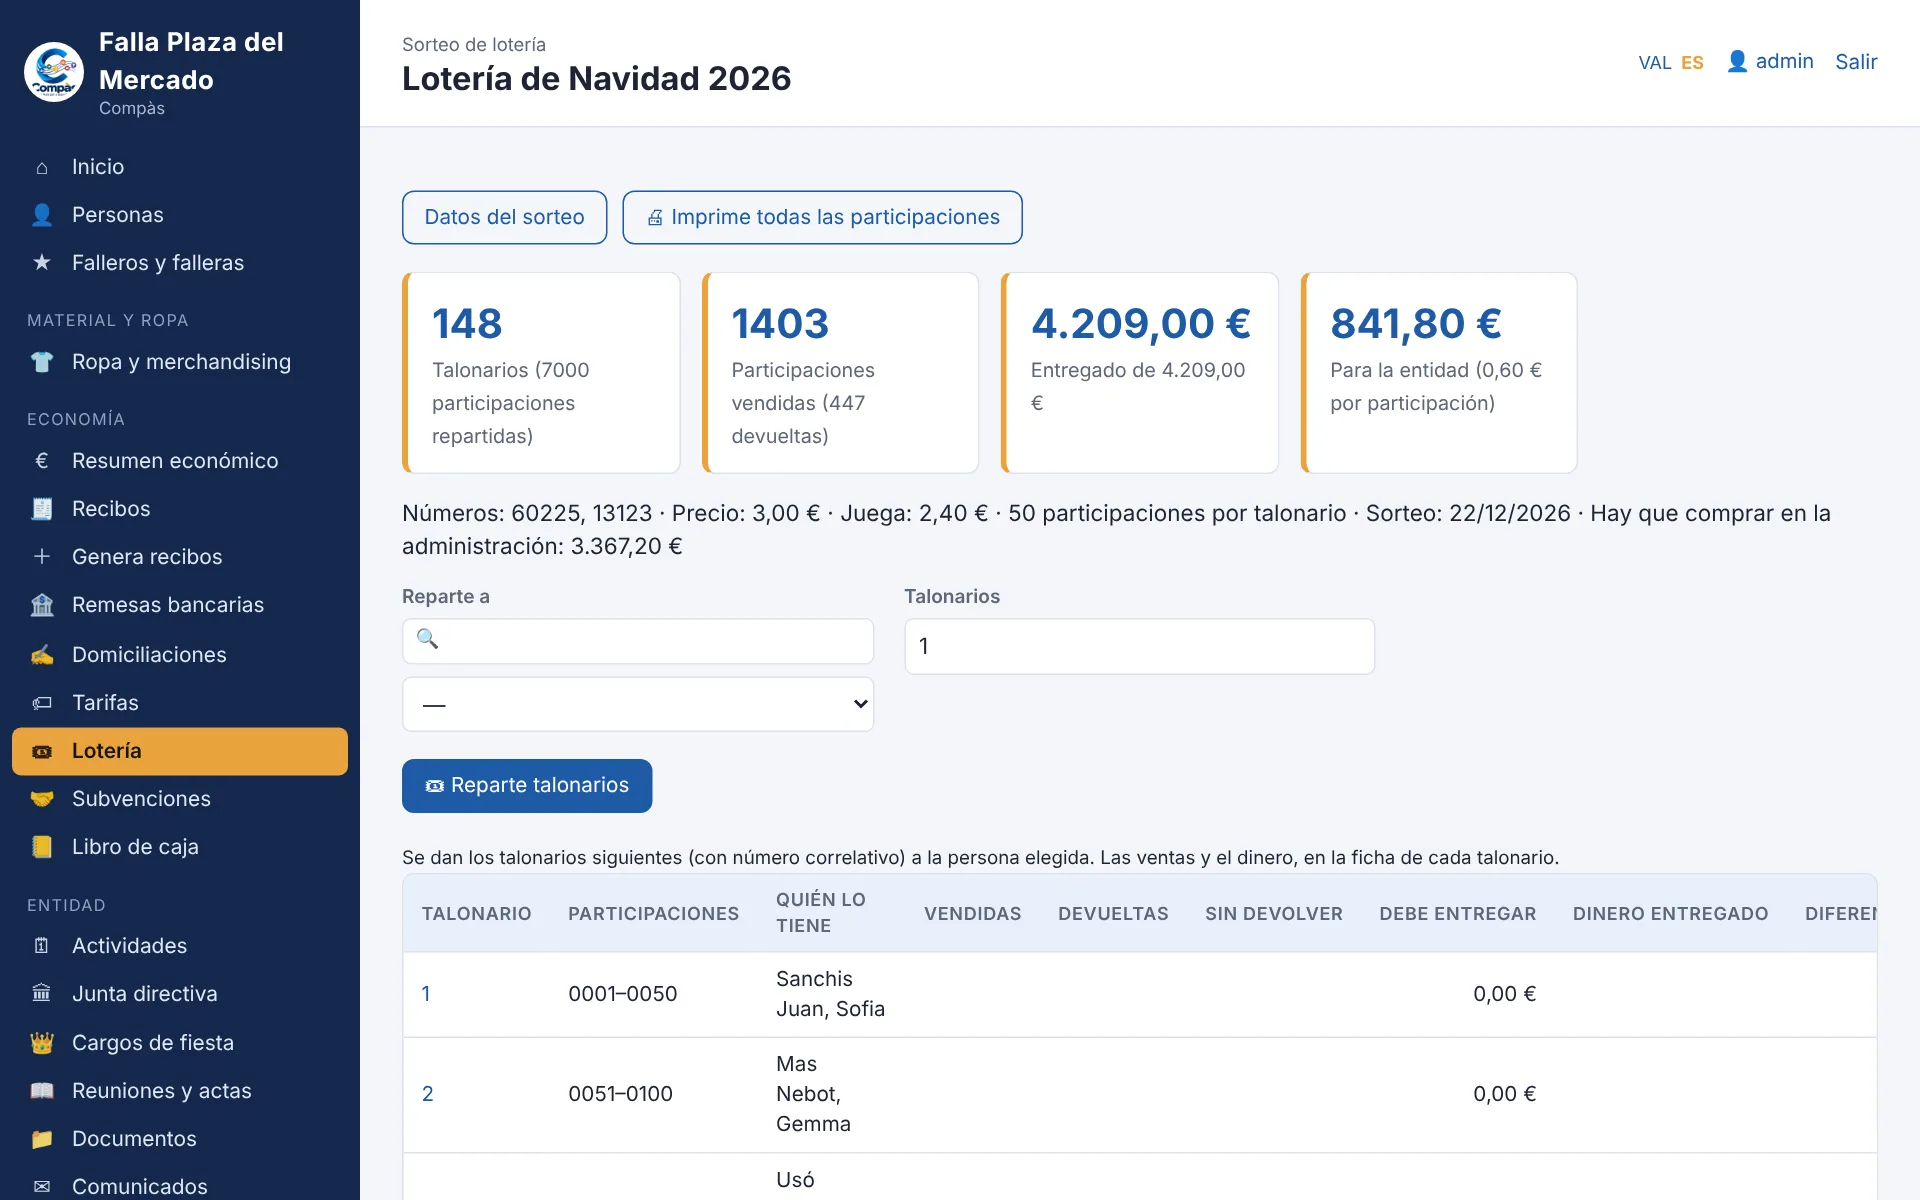 Falla Plaza del
Mercado
Compàs
Compàs
Inicio
Personas
Falleros y falleras
MATERIAL Y ROPA
Ropa y merchandising
ECONOMÍA
€ Resumen económico
Recibos
Genera recibos
Remesas bancarias
Domiciliaciones
Tarifas
Lotería
Subvenciones
Libro de caja
ENTIDAD
Actividades
Junta directiva
Cargos de fiesta
Reuniones y actas
Documentos
Comunicados
Sorteo de lotería
Lotería de Navidad 2026
VAL ES admin Salir
Datos del sorteo
Imprime todas las participaciones
148
Talonarios (7000
participaciones
repartidas)
1403
Participaciones
vendidas (447
devueltas)
4.209,00 €
Entregado de 4.209,00
€
841,80 €
Para la entidad (0,60 €
por participación)
Números: 60225, 13123 · Precio: 3,00 € · Juega: 2,40 € · 50 participaciones por talonario · Sorteo: 22/12/2026 · Hay que comprar en la
administración: 3.367,20 €
Reparte a
—
Talonarios
1
Reparte talonarios
Se dan los talonarios siguientes (con número correlativo) a la persona elegida. Las ventas y el dinero, en la ficha de cada talonario.
TALONARIO PARTICIPACIONES QUIÉN LO TIENE VENDIDAS DEVUELTAS SIN DEVOLVER DEBE ENTREGAR DINERO ENTREGADO DIFEREN
1 0001–0050 Sanchis Juan, Sofia 0,00 €
2 0051–0100 Mas Nebot, Gemma 0,00 €
Usó